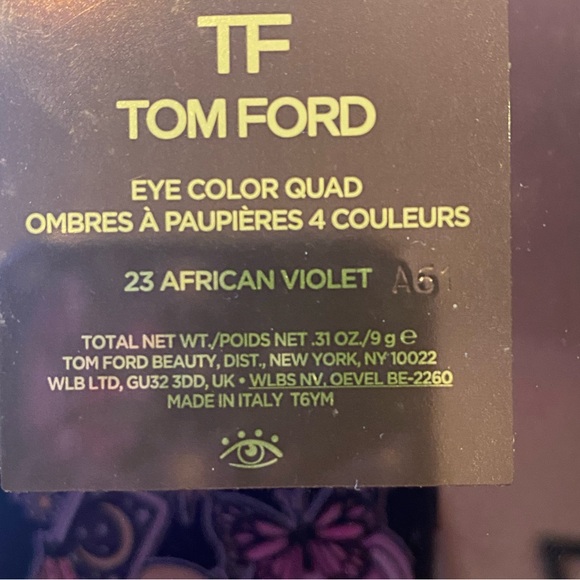 TF
TOM FORD
EYE COLOR QUAD
OMBRES À PAUPIÈRES 4 COULEURS
23 AFRICAN VIOLET A61
TOTAL NET WT./POIDS NET .31 OZ./9 g e
TOM FORD BEAUTY, DIST., NEW YORK, NY 10022
WLB LTD, GU32 3DD, UK • WLBS NV, OEVEL BE-2260
MADE IN ITALY T6YM